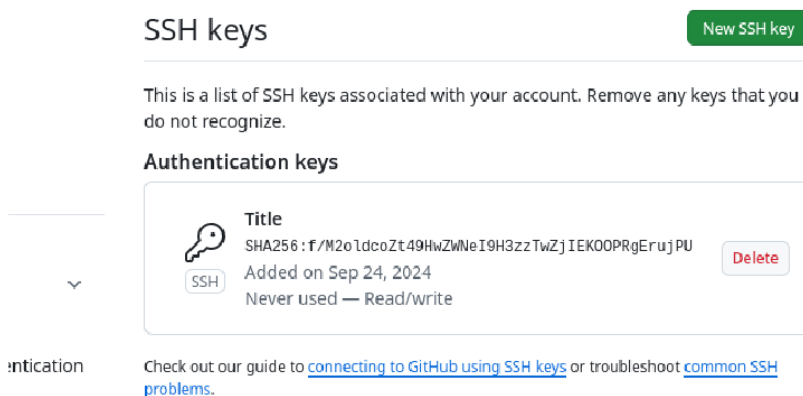 SSH keys
New SSH key
This is a list of SSH keys associated with your account. Remove any keys that you
do not recognize.
Authentication keys
Title
SHA256:f/M2oldcoZt49HwZWNeI9H3zzTwZjIEKOOPRgErujPU
SSH
Added on Sep 24, 2024
Never used — Read/write
Delete
entication
Check out our guide to connecting to GitHub using SSH keys or troubleshoot common SSH
problems.